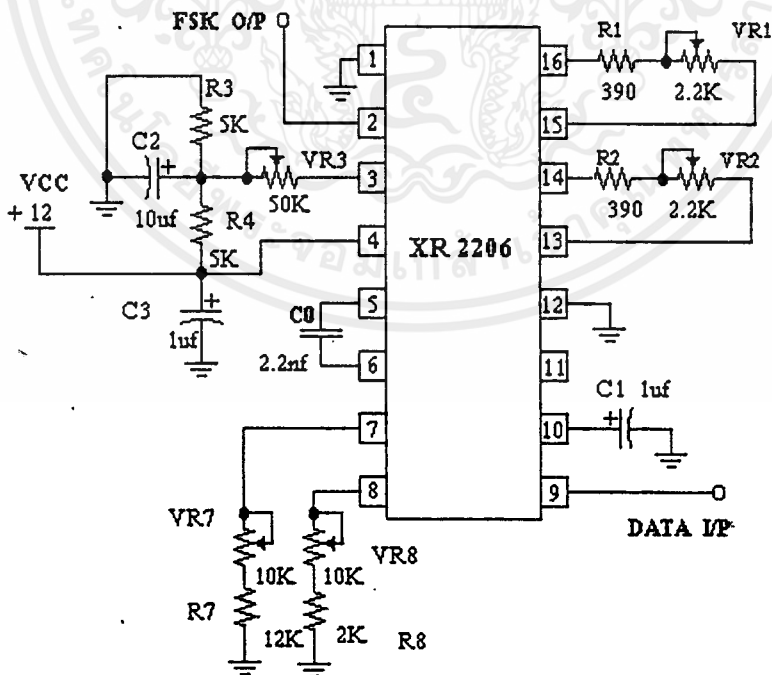 FSK O/P
R1
VR1
1
16
390
2.2K
R3
5K
2
15
C2
VR3
R2
VR2
+
3
14
VCC
50K
390
2.2K
+ 12
10uf
R4
4
XR 2206
13
5K
C3
+
5
C0
12
1uf
2.2nf
6
11
C1 1uf
7
10
+
8
9
VR7
VR8
DATA I/P
10K
10K
R7
12K
2K
R8